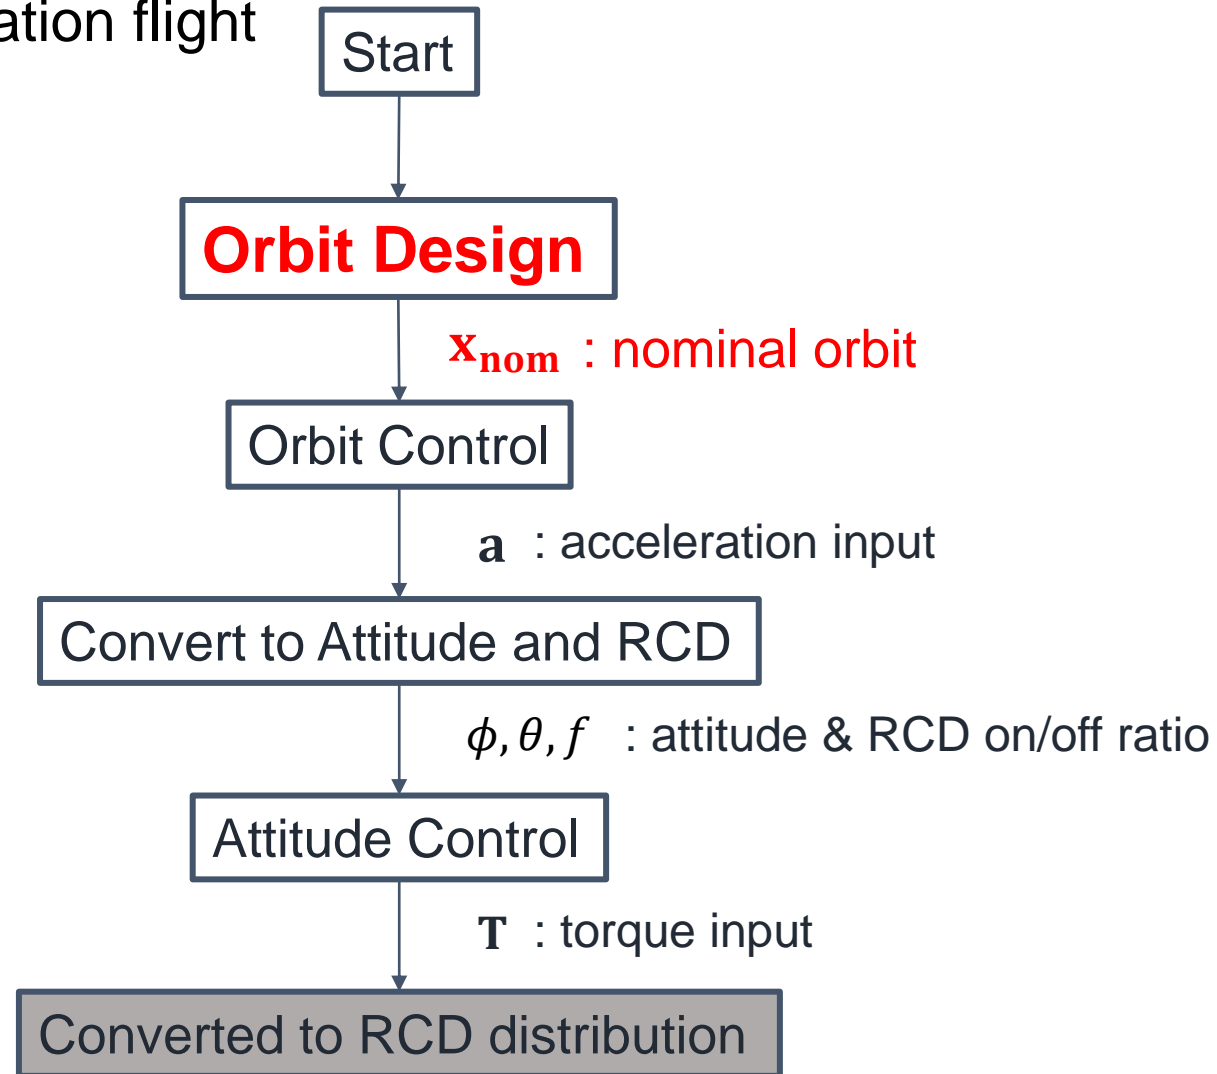 ation flight
Start
Orbit Design
x_nom : nominal orbit
Orbit Control
a : acceleration input
Convert to Attitude and RCD
ϕ, θ, f : attitude & RCD on/off ratio
Attitude Control
T : torque input
Converted to RCD distribution